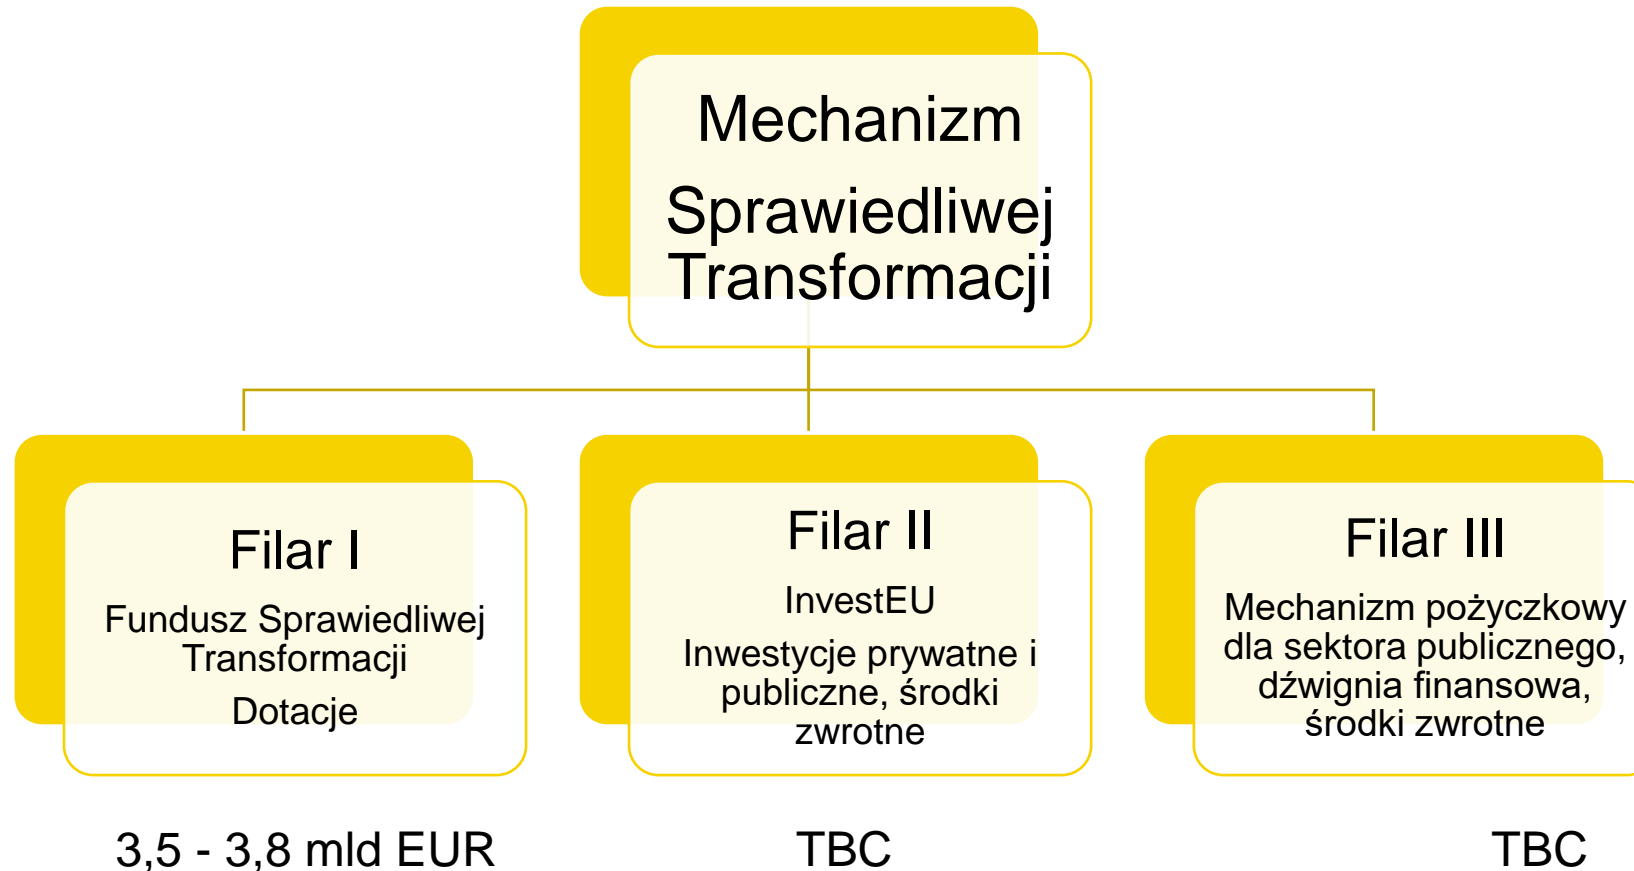 Mechanizm
Sprawiedliwej
Transformacji
Filar I
Fundusz Sprawiedliwej
Transformacji
Dotacje
Filar II
InvestEU
Inwestycje prywatne i
publiczne, środki
zwrotne
Filar III
Mechanizm pożyczkowy
dla sektora publicznego,
dźwignia finansowa,
środki zwrotne
3,5 - 3,8 mld EUR
TBC
TBC